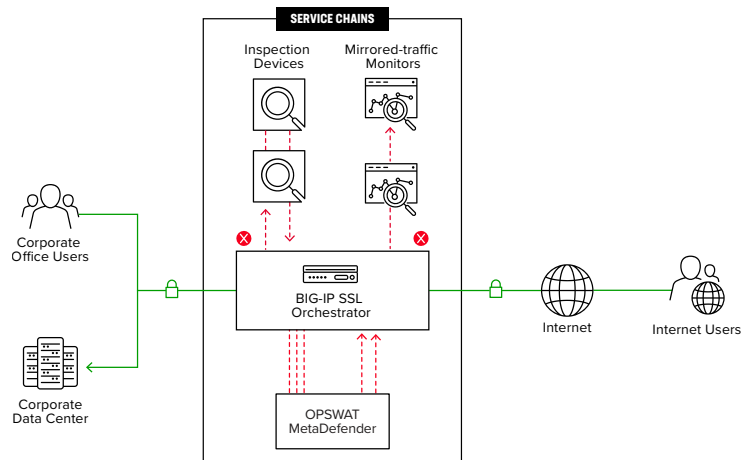 SERVICE CHAINS
Inspection
Devices
Mirrored-traffic
Monitors
Corporate
Office Users
X
X
BIG-IP SSL
Orchestrator
Internet
Internet Users
Corporate
Data Center
OPSWAT
MetaDefender